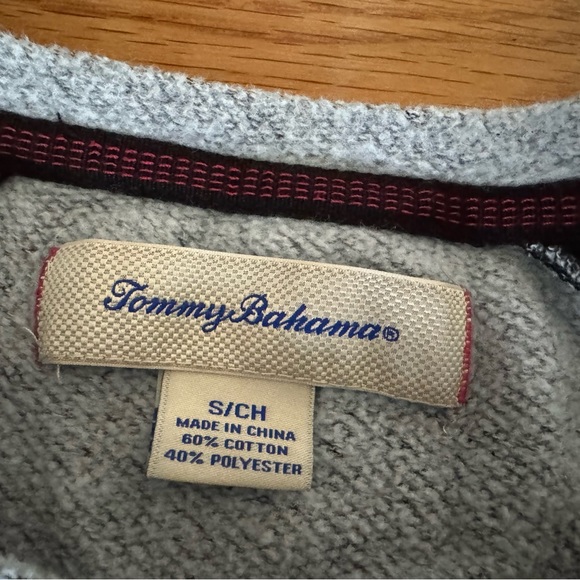 Tommy Bahama®
S/CH
MADE IN CHINA
60% COTTON
40% POLYESTER